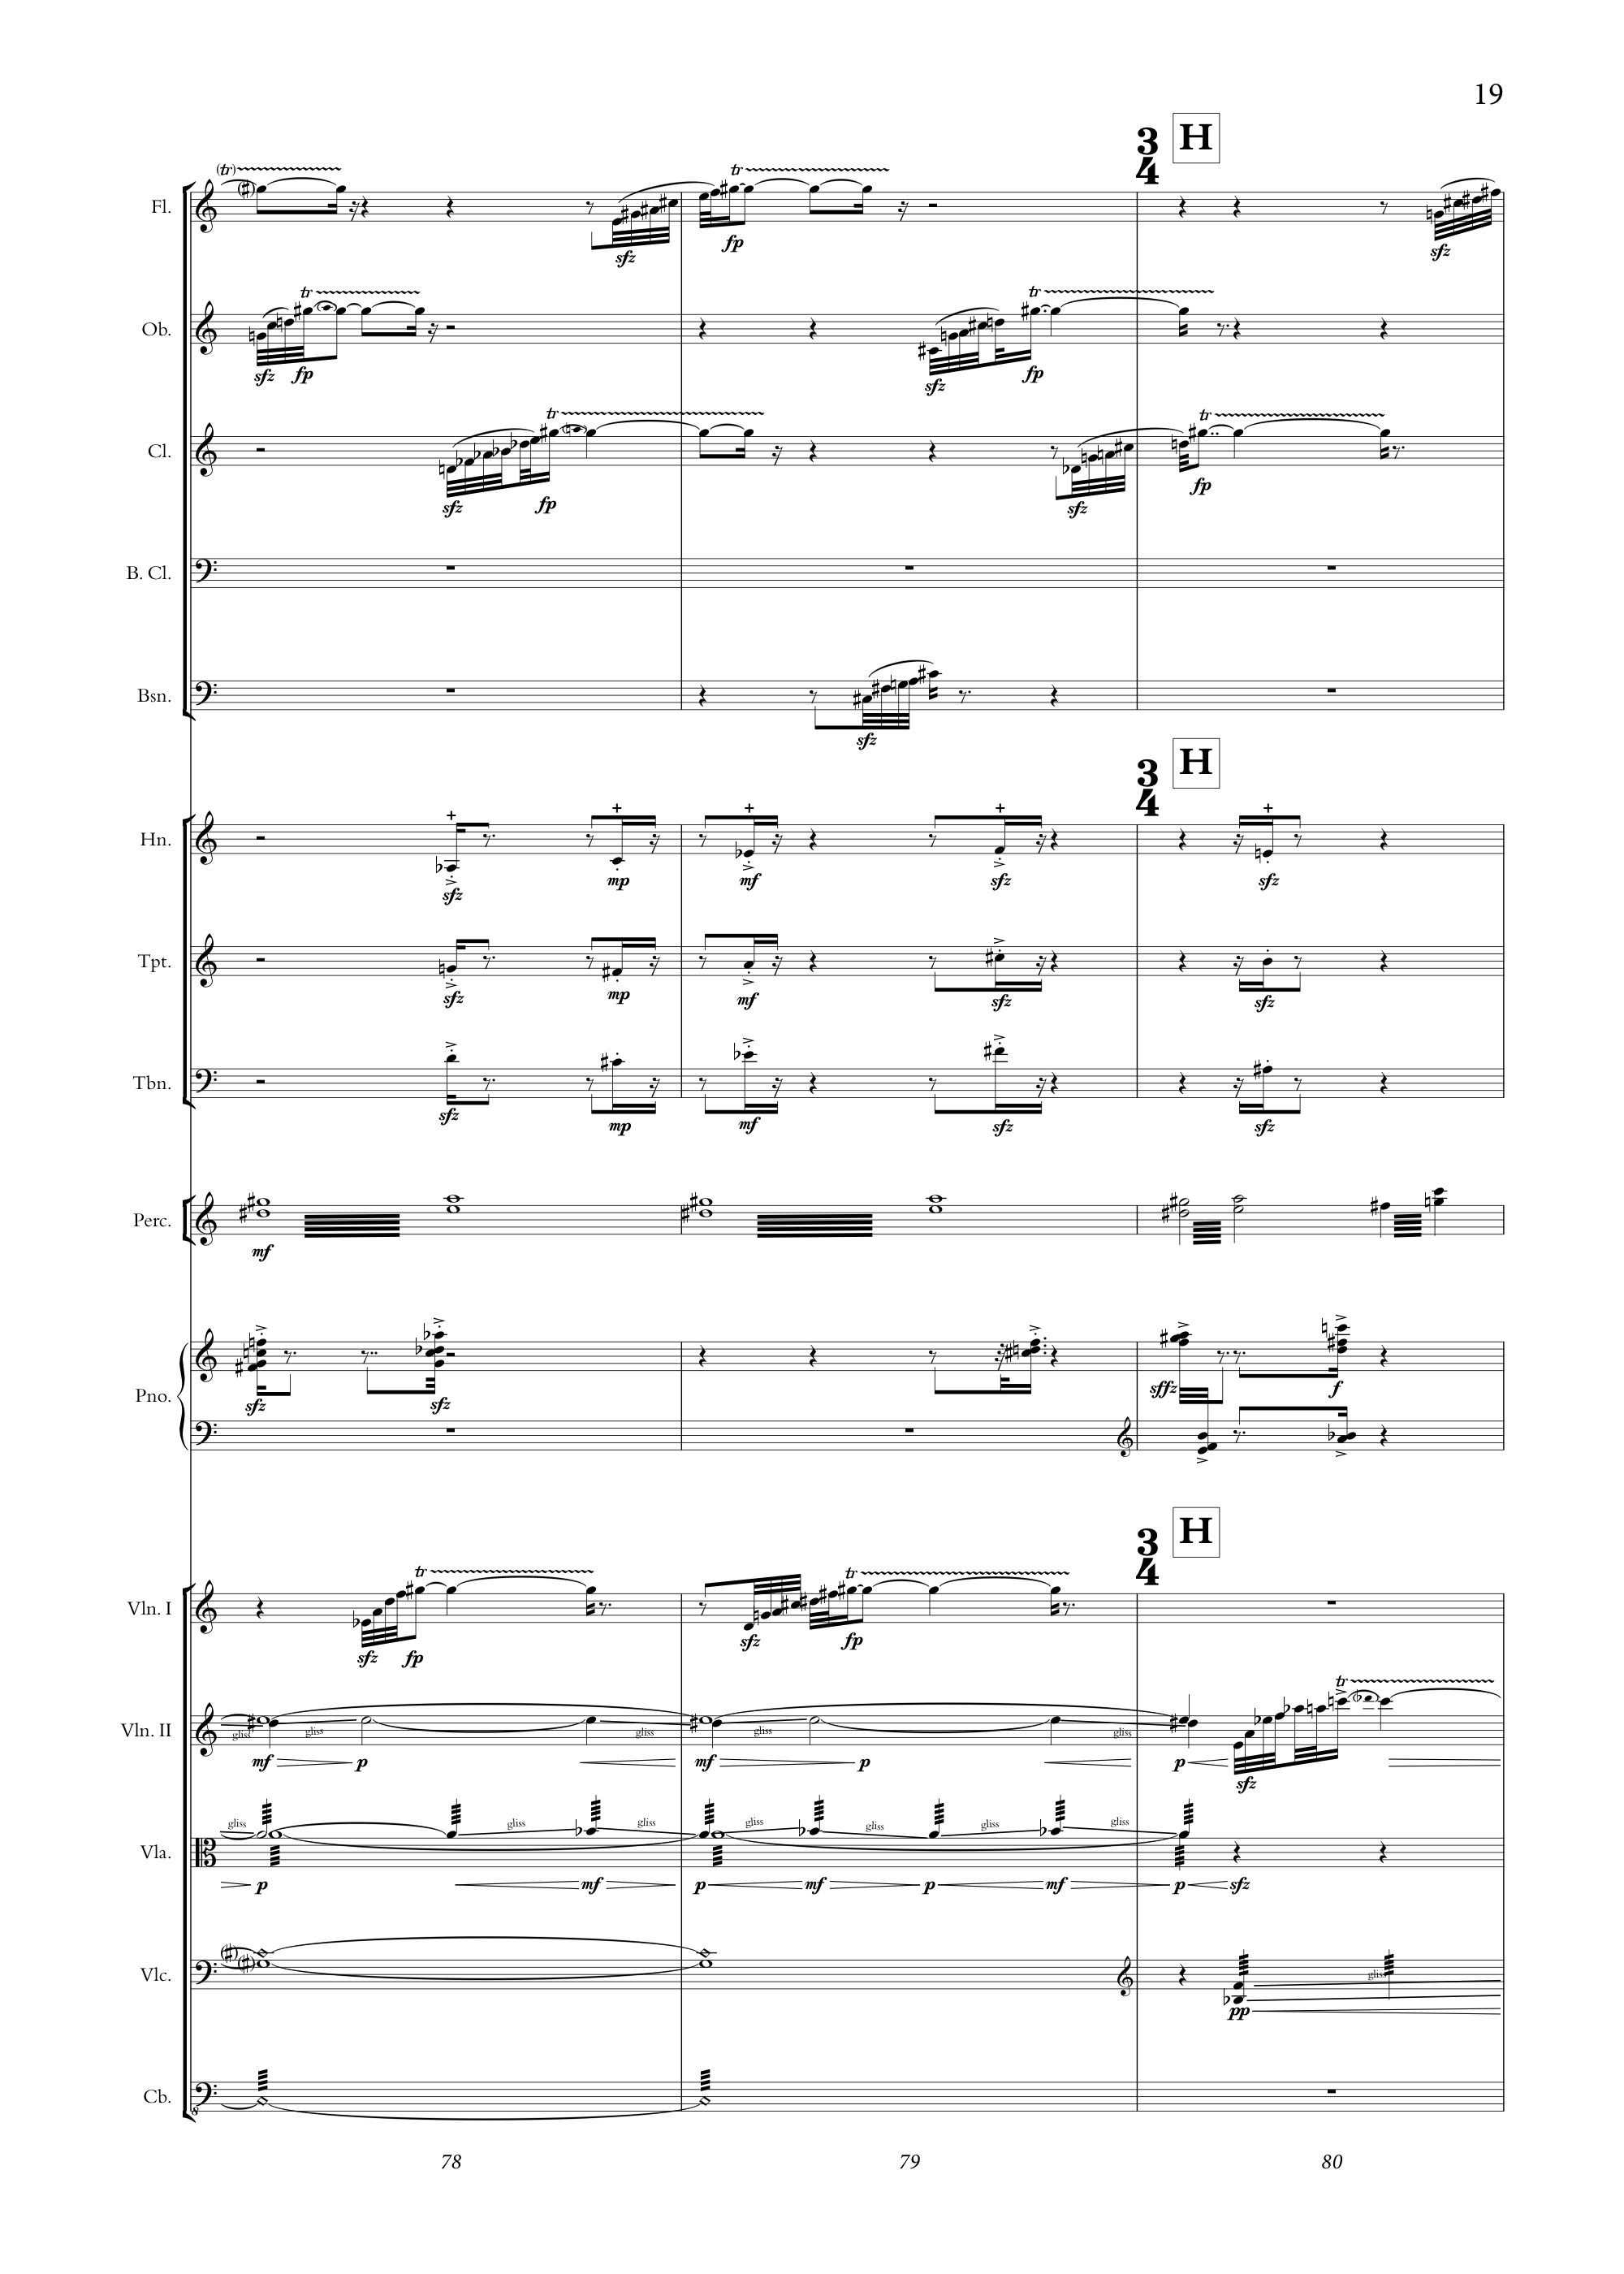 19
3
4
H
(tr)
tr
Fl.
sfz
fp
sfz
tr
tr
Ob.
sfz
fp
sfz
fp
tr
tr
Cl.
sfz
fp
sfz
fp
B. Cl.
Bsn.
sfz
3
4
H
Hn.
sfz
mp
mf
sfz
sfz
Tpt.
sfz
mp
mf
sfz
sfz
Tbn.
sfz
mp
mf
sfz
sfz
Perc.
mf
Pno.
sfz
sfz
sffz
f
3
4
H
tr
tr
Vln. I
sfz
fp
sfz
fp
tr
Vln. II
gliss
gliss
gliss
gliss
gliss
mf
p
mf
p
p
sfz
gliss
gliss
gliss
gliss
gliss
gliss
gliss
Vla.
p
mf
p
mf
p
mf
p
sfz
Vlc.
gliss
pp
Cb.
8
78
79
80